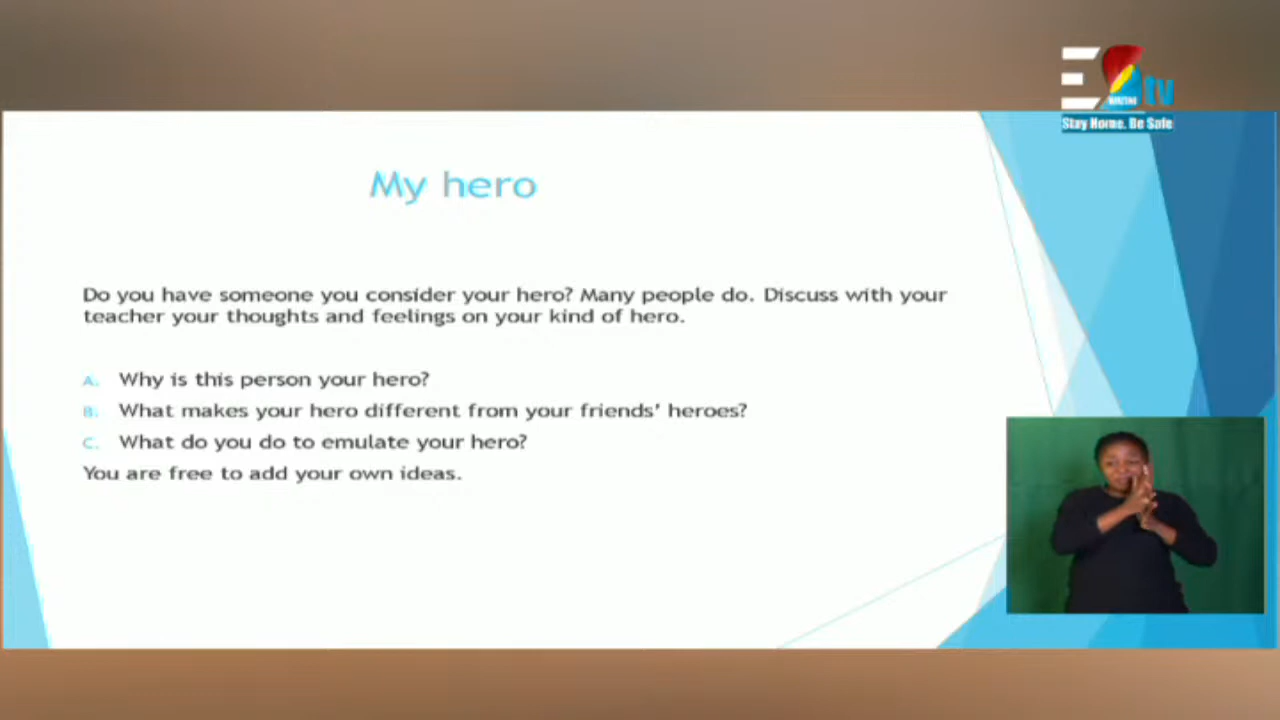 tv
Stay Home. Be Safe
My hero
Do you have someone you consider your hero? Many people do. Discuss with your
teacher your thoughts and feelings on your kind of hero.
A. Why is this person your hero?
B. What makes your hero different from your friends' heroes?
C. What do you do to emulate your hero?
You are free to add your own ideas.